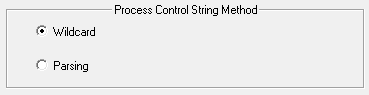 Process Control String Method
Wildcard
Parsing